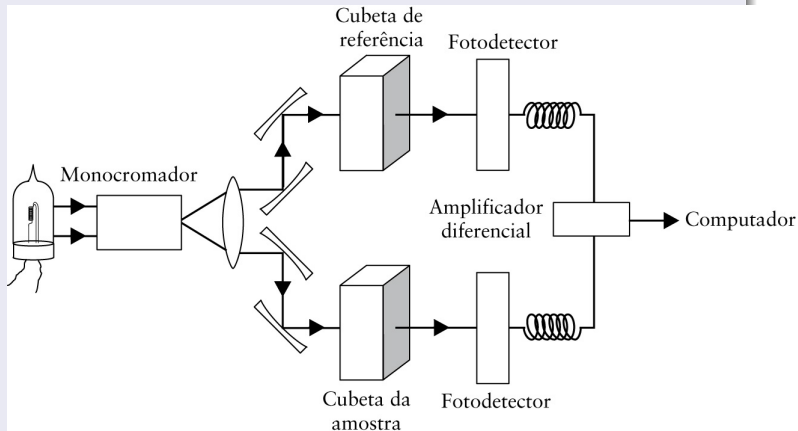 Cubeta de
referência
Fotodetector
Monocromador
Amplificador
diferencial
Computador
Cubeta da
amostra
Fotodetector